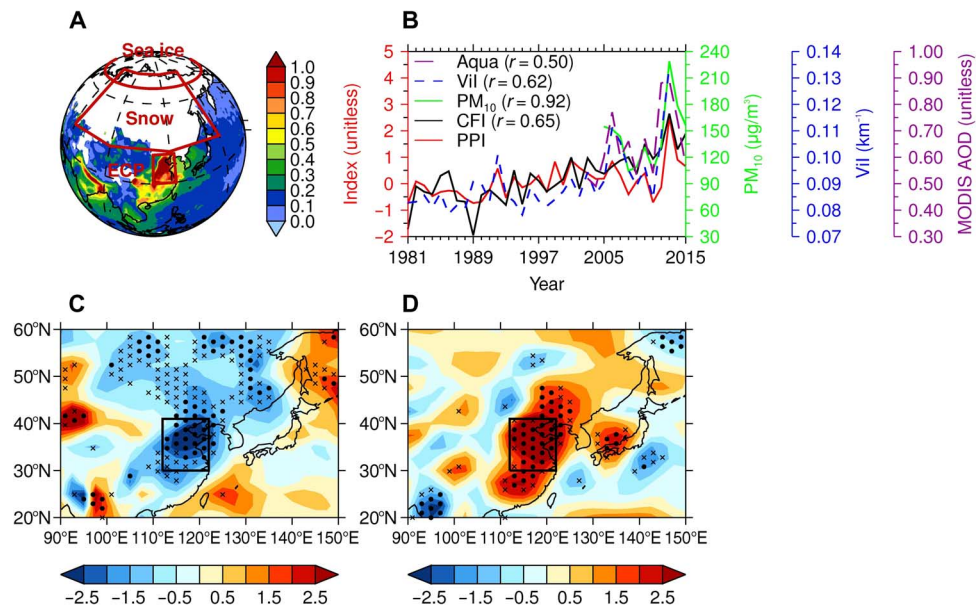 A
Sea ice
Snow
ECP
1.0
0.9
0.8
0.7
0.6
0.5
0.4
0.3
0.2
0.1
0.0
B
Aqua (r = 0.50)
Vil (r = 0.62)
PM₁₀ (r = 0.92)
CFI (r = 0.65)
PPI
Index (unitless)
5
4
3
2
1
0
−1
−2
1981 1989 1997 2005 2015
Year
240
210
180
150
120
90
60
30
PM₁₀ (µg/m³)
0.14
0.13
0.12
0.11
0.10
0.09
0.08
0.07
Vil (km⁻¹)
1.00
0.90
0.80
0.70
0.60
0.50
0.40
0.30
MODIS AOD (unitless)
C
60°N
50°N
40°N
30°N
20°N
90°E 100°E 110°E 120°E 130°E 140°E 150°E
−2.5 −1.5 −0.5 0.5 1.5 2.5
D
60°N
50°N
40°N
30°N
20°N
90°E 100°E 110°E 120°E 130°E 140°E 150°E
−2.5 −1.5 −0.5 0.5 1.5 2.5